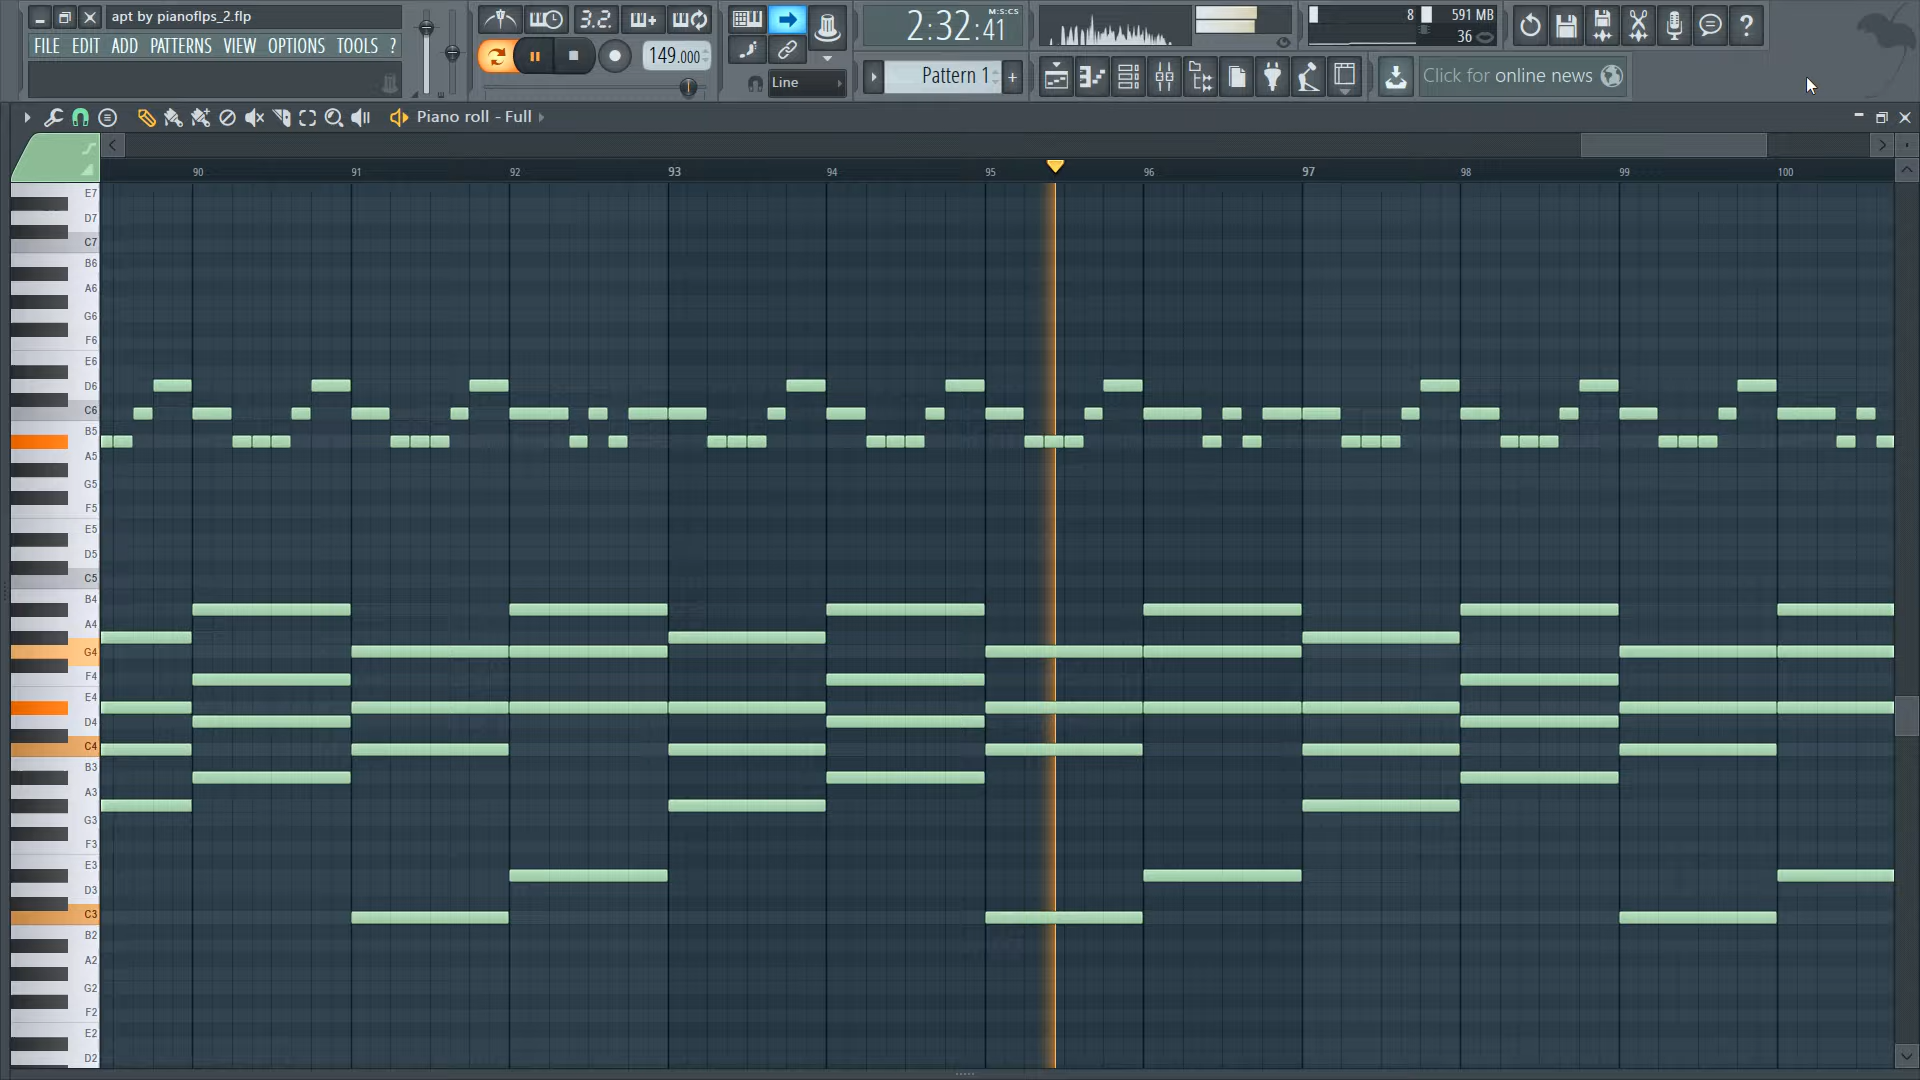 apt by pianoflps_2.flp
FILE EDIT ADD PATTERNS VIEW OPTIONS TOOLS ?
3.2.
149.000
Line
2:32:41
M:S:CS
Pattern 1
+
8
591 MB
36
?
Click for online news
Piano roll - Full
90 91 92 93 94 95 96 97 98 99 100
E7
D7
C7
B6
A6
G6
F6
E6
D6
C6
B5
A5
G5
F5
E5
D5
C5
B4
A4
G4
F4
E4
D4
C4
B3
A3
G3
F3
E3
D3
C3
B2
A2
G2
F2
E2
D2